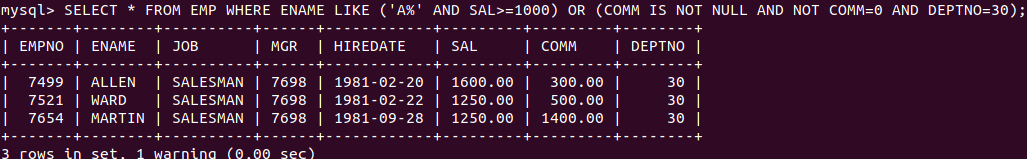 mysql> SELECT * FROM EMP WHERE ENAME LIKE ('A%' AND SAL>=1000) OR (COMM IS NOT NULL AND NOT COMM=0 AND DEPTNO=30);
+-------+--------+----------+------+------------+---------+---------+--------+
| EMPNO | ENAME  | JOB      | MGR  | HIREDATE   | SAL     | COMM    | DEPTNO |
+-------+--------+----------+------+------------+---------+---------+--------+
|  7499 | ALLEN  | SALESMAN | 7698 | 1981-02-20 | 1600.00 |  300.00 |     30 |
|  7521 | WARD   | SALESMAN | 7698 | 1981-02-22 | 1250.00 |  500.00 |     30 |
|  7654 | MARTIN | SALESMAN | 7698 | 1981-09-28 | 1250.00 | 1400.00 |     30 |
+-------+--------+----------+------+------------+---------+---------+--------+
3 rows in set, 1 warning (0.00 sec)